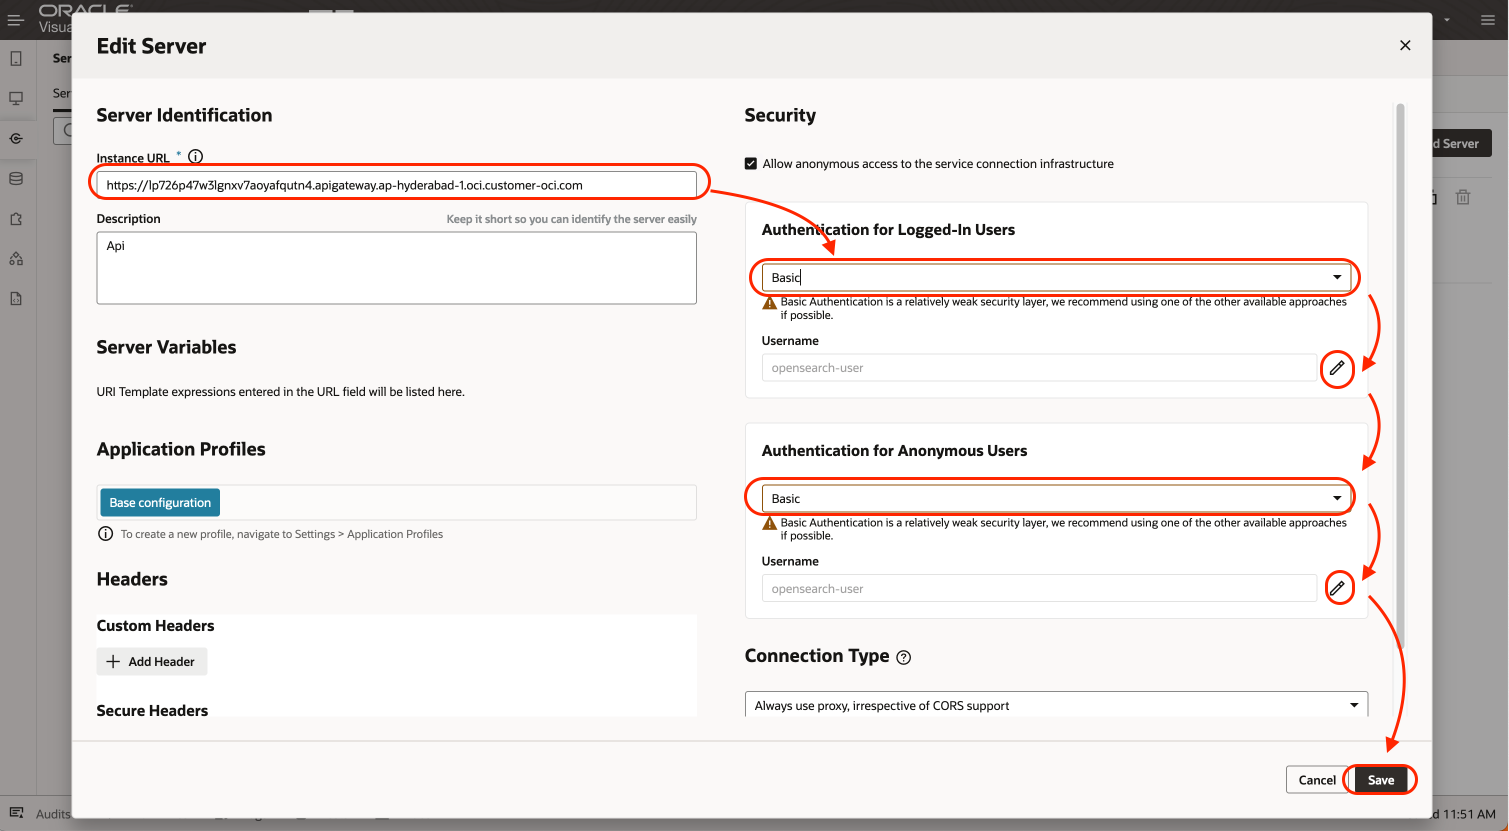 ORACLE
Visua
Edit Server
Ser
Ser
Server Identification
Instance URL *
https://lp726p47w3lgnxv7aoyafqutn4.apigateway.ap-hyderabad-1.oci.customer-oci.com
Description
Keep it short so you can identify the server easily
Api
Server Variables
URI Template expressions entered in the URL field will be listed here.
Application Profiles
Base configuration
To create a new profile, navigate to Settings > Application Profiles
Headers
Custom Headers
Add Header
Secure Headers
Security
Allow anonymous access to the service connection infrastructure
Authentication for Logged-In Users
Basic
Basic Authentication is a relatively weak security layer, we recommend using one of the other available approaches
if possible.
Username
opensearch-user
Authentication for Anonymous Users
Basic
Basic Authentication is a relatively weak security layer, we recommend using one of the other available approaches
if possible.
Username
opensearch-user
Connection Type
Always use proxy, irrespective of CORS support
Cancel
Save
d Server
Audits
d 11:51 AM